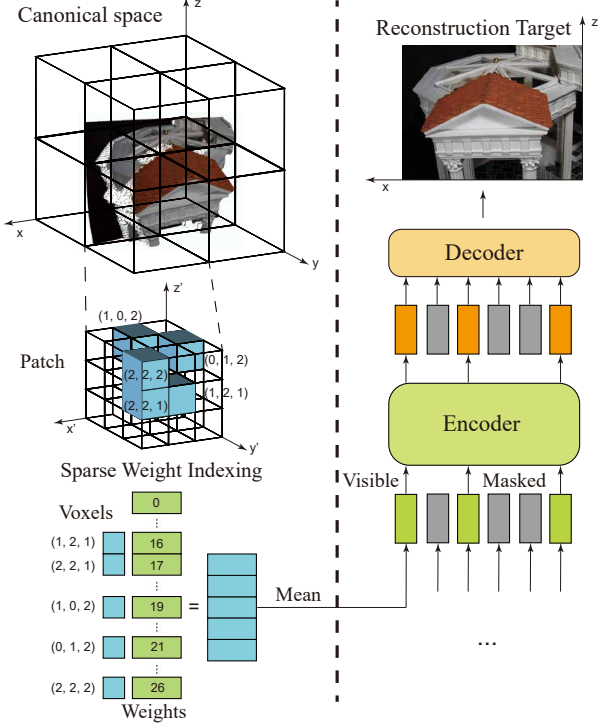 Canonical space
z
x
y
z'
(1, 0, 2)
Patch
(0, 1, 2)
(2, 2, 2)
(1, 2, 1)
(2, 2, 1)
x'
y'
Sparse Weight Indexing
Voxels
0
(1, 2, 1)
16
(2, 2, 1)
17
(1, 0, 2)
19
=
Mean
(0, 1, 2)
21
(2, 2, 2)
26
Weights
Reconstruction Target
z
x
Decoder
Encoder
Visible
Masked
...